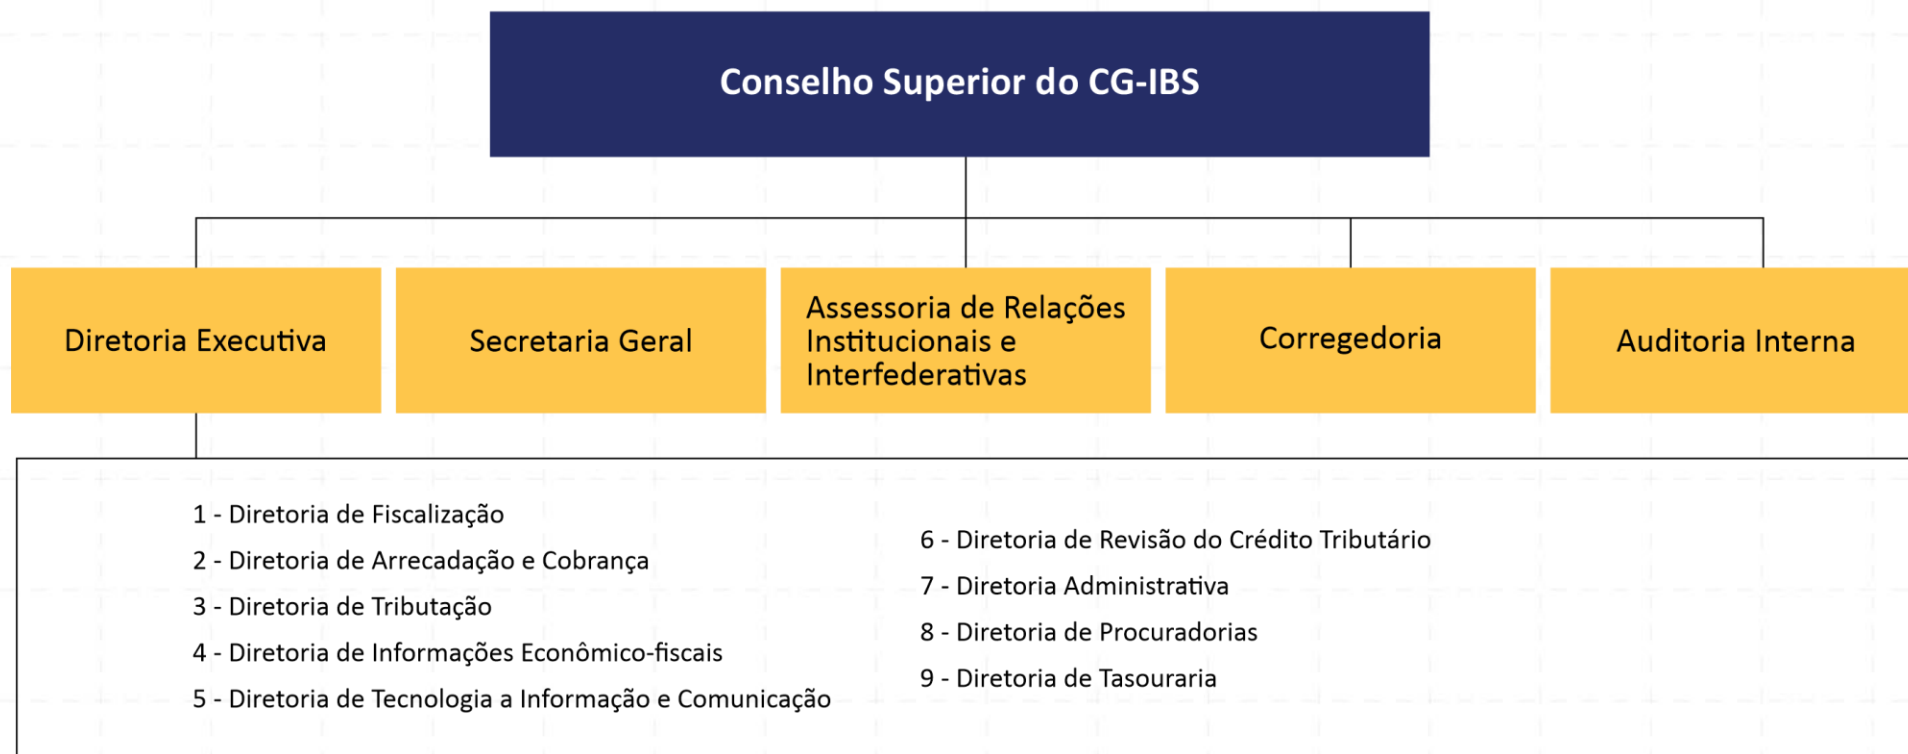 Conselho Superior do CG-IBS
Diretoria Executiva
Secretaria Geral
Assessoria de Relações
Institucionais e
Interfederativas
Corregedoria
Auditoria Interna
1 - Diretoria de Fiscalização
2 - Diretoria de Arrecadação e Cobrança
3 - Diretoria de Tributação
4 - Diretoria de Informações Econômico-fiscais
5 - Diretoria de Tecnologia a Informação e Comunicação
6 - Diretoria de Revisão do Crédito Tributário
7 - Diretoria Administrativa
8 - Diretoria de Procuradorias
9 - Diretoria de Tasouraria